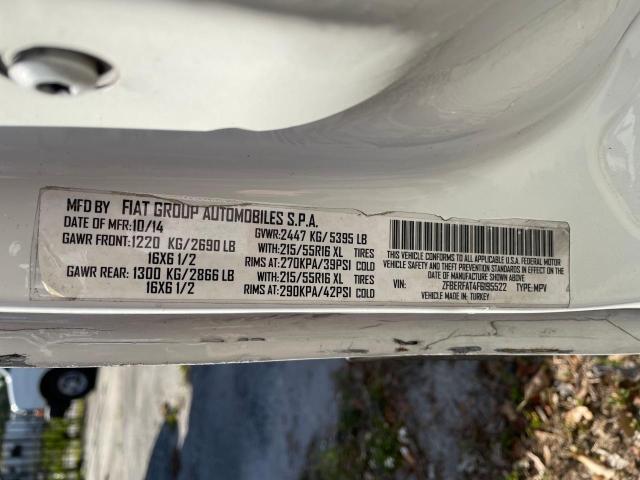 MFD BY FIAT GROUP AUTOMOBILES S.P.A.
DATE OF MFR:10/14 GVWR:2447 KG/5395 LB
GAWR FRONT:1220 KG/2690 LB WITH:215/55R16 XL TIRES
16X6 1/2 RIMS AT:270KPA/39PSI COLD
GAWR REAR: 1300 KG/2866 LB WITH:215/55R16 XL TIRES
16X6 1/2 RIMS AT:290KPA/42PSI COLD
THIS VEHICLE CONFORMS TO ALL APPLICABLE U.S.A. FEDERAL MOTOR
VEHICLE SAFETY AND THEFT PREVENTION STANDARDS IN EFFECT ON THE
DATE OF MANUFACTURE SHOWN ABOVE.
VIN: ZFBERFAT4F6195522 TYPE:MPV
VEHICLE MADE IN: TURKEY